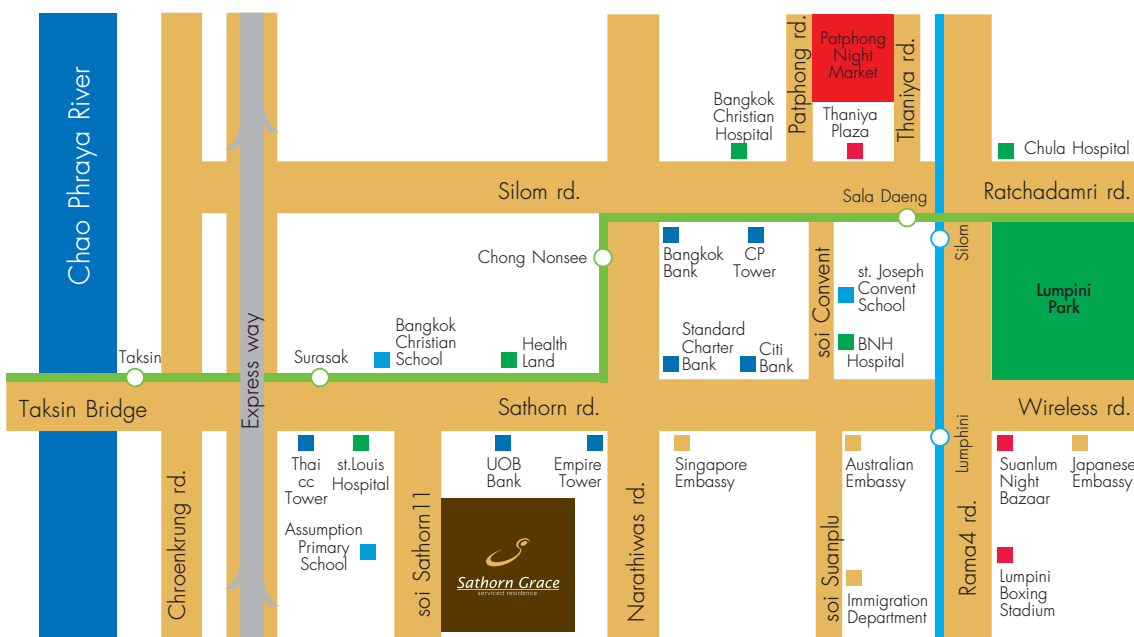 Chao Phraya River
Chroenkrung rd.
Express way
Patphong rd.
Patphong
Night
Market
Thaniya rd.
Bangkok
Christian
Hospital
Thaniya
Plaza
Chula Hospital
Silom rd.
Sala Daeng
Ratchadamri rd.
Chong Nonsee
Bangkok
Bank
CP
Tower
soi Convent
st. Joseph
Convent
School
Silom
Lumpini
Park
Taksin
Surasak
Bangkok
Christian
School
Health
Land
Standard
Charter
Bank
Citi
Bank
BNH
Hospital
Taksin Bridge
Sathorn rd.
Wireless rd.
Thai
cc
Tower
st.Louis
Hospital
UOB
Bank
Empire
Tower
Singapore
Embassy
Australian
Embassy
Lumphini
Suanlum
Night
Bazaar
Japanese
Embassy
Assumption
Primary
School
soi Sathorn11
Sathorn Grace
serviced residence
Narathiwas rd.
soi Suanplu
Immigration
Department
Rama4 rd.
Lumpini
Boxing
Stadium